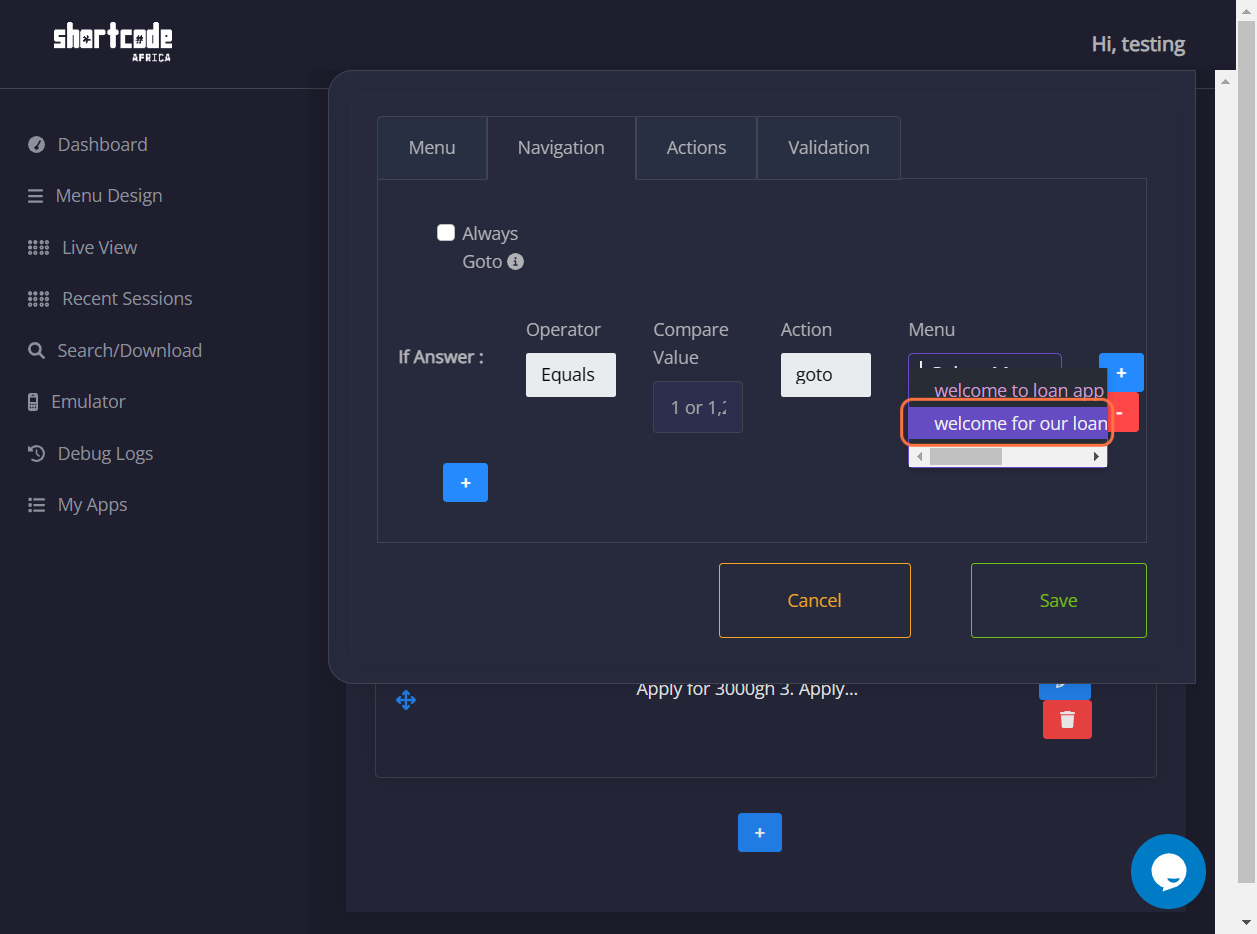 shortcode
AFRICA
Hi, testing
Dashboard
Menu Design
Live View
Recent Sessions
Search/Download
Emulator
Debug Logs
My Apps
Menu
Navigation
Actions
Validation
Always
Goto
If Answer :
Operator
Equals
Compare
Value
1 or 1,2
Action
goto
Menu
welcome to loan app
welcome for our loan
+
-
+
Cancel
Save
Apply for 3000gh 3. Apply...
+